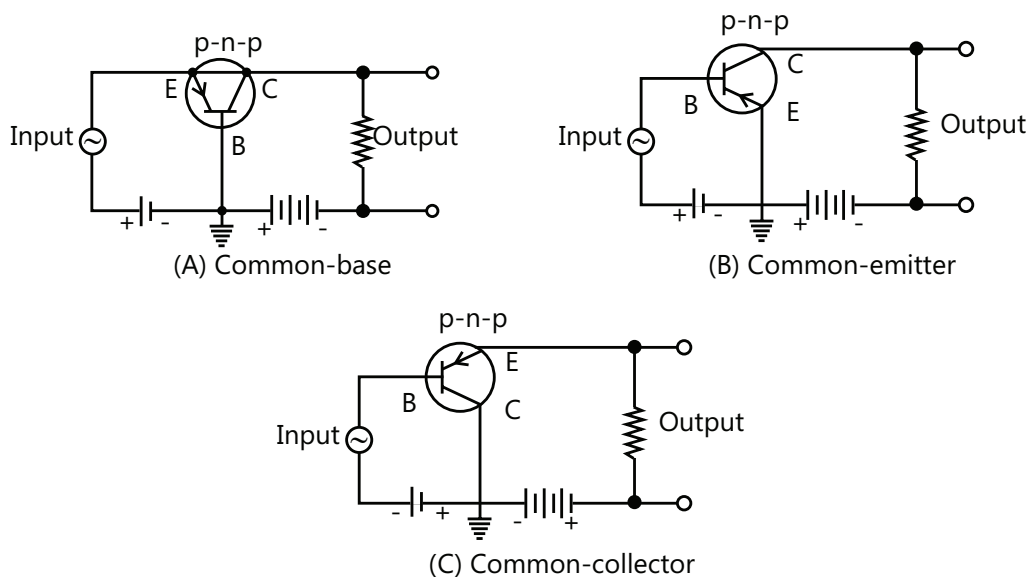 p-n-p
E
C
B
Input
Output
+
-
+
-
(A) Common-base
p-n-p
C
B
E
Input
Output
+
-
+
-
(B) Common-emitter
p-n-p
E
B
C
Input
Output
-
+
-
+
(C) Common-collector